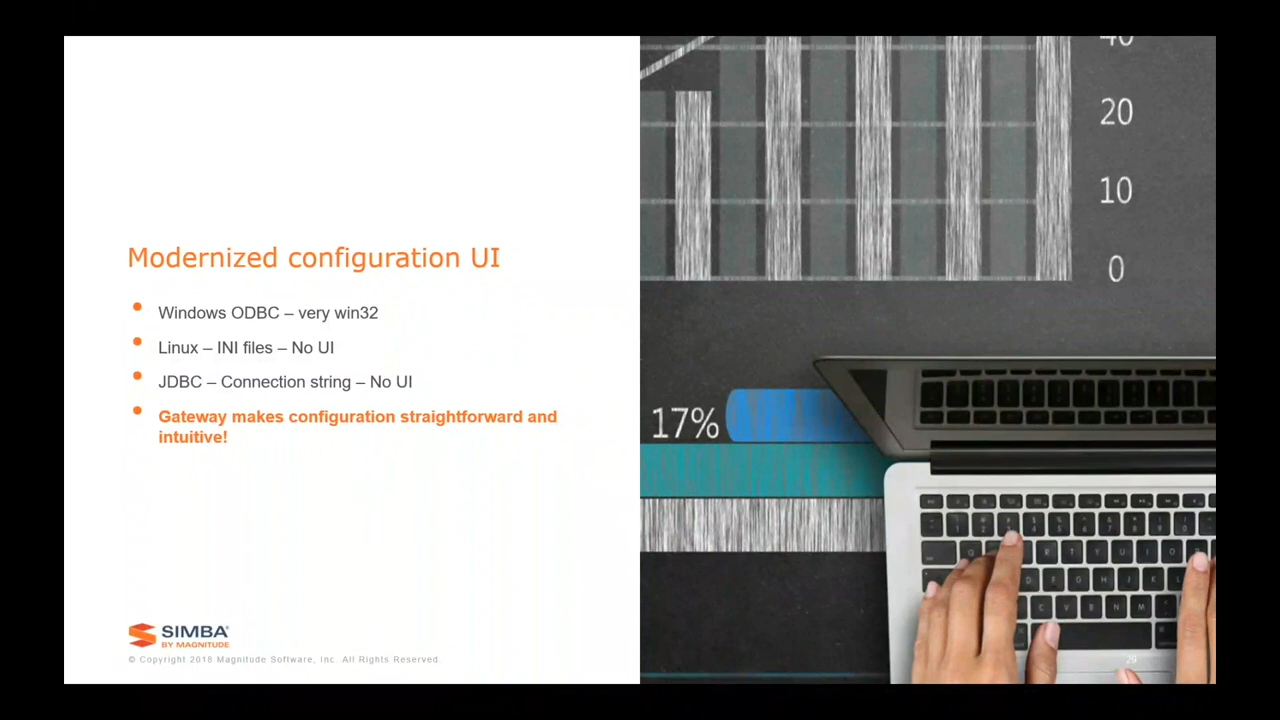 Modernized configuration UI
Windows ODBC – very win32
Linux – INI files – No UI
JDBC – Connection string – No UI
Gateway makes configuration straightforward and
intuitive!
SIMBA
BY MAGNITUDE
© Copyright 2018 Magnitude Software, Inc. All Rights Reserved.
40
20
10
0
17%
29